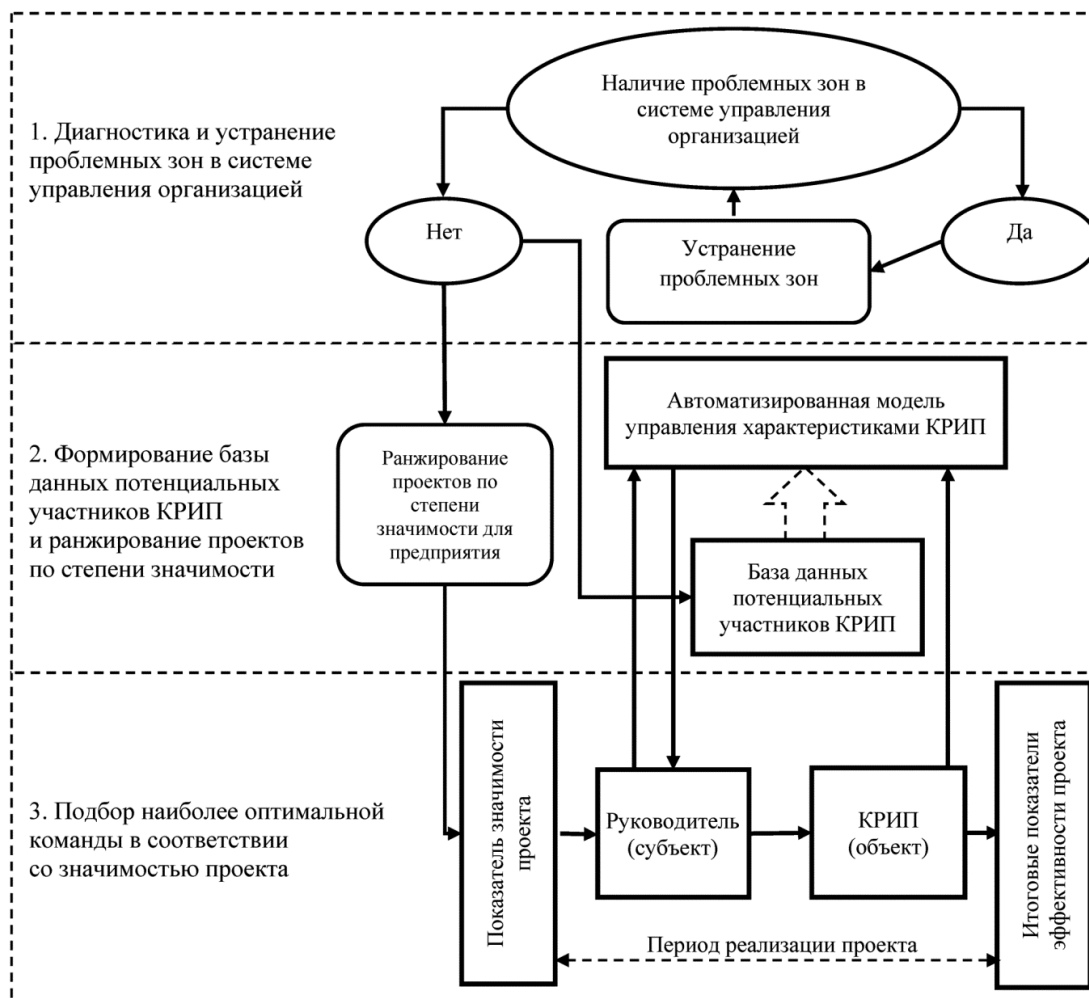 Наличие проблемных зон в
системе управления
организацией
1. Диагностика и устранение
проблемных зон в системе
управления организацией
Нет
Устранение
проблемных зон
Да
Автоматизированная модель
управления характеристиками КРИП
2. Формирование базы
данных потенциальных
участников КРИП
и ранжирование проектов
по степени значимости
Ранжирование
проектов по
степени
значимости для
предприятия
База данных
потенциальных
участников КРИП
3. Подбор наиболее оптимальной
команды в соответствии
со значимостью проекта
Показатель значимости
проекта
Руководитель
(субъект)
КРИП
(объект)
Итоговые показатели
эффективности проекта
Период реализации проекта